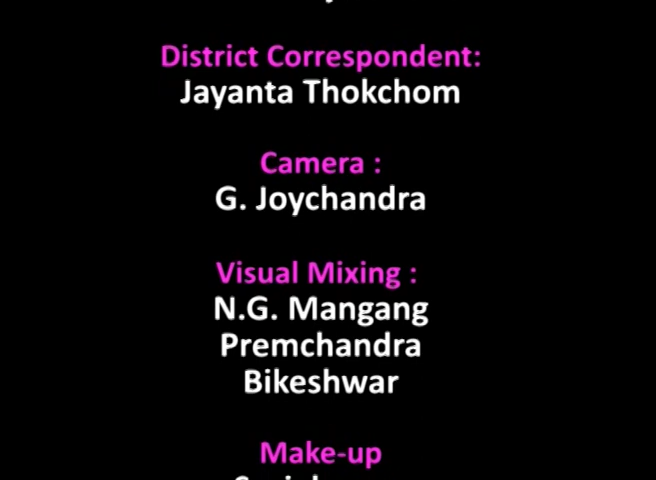 District Correspondent:
Jayanta Thokchom
Camera :
G. Joychandra
Visual Mixing :
N.G. Mangang
Premchandra
Bikeshwar
Make-up